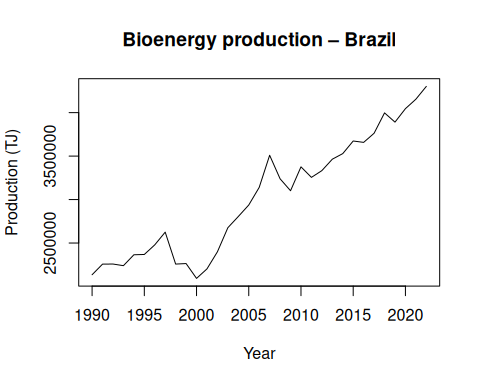 Bioenergy production – Brazil
Production (TJ)
3500000
2500000
1990 1995 2000 2005 2010 2015 2020
Year